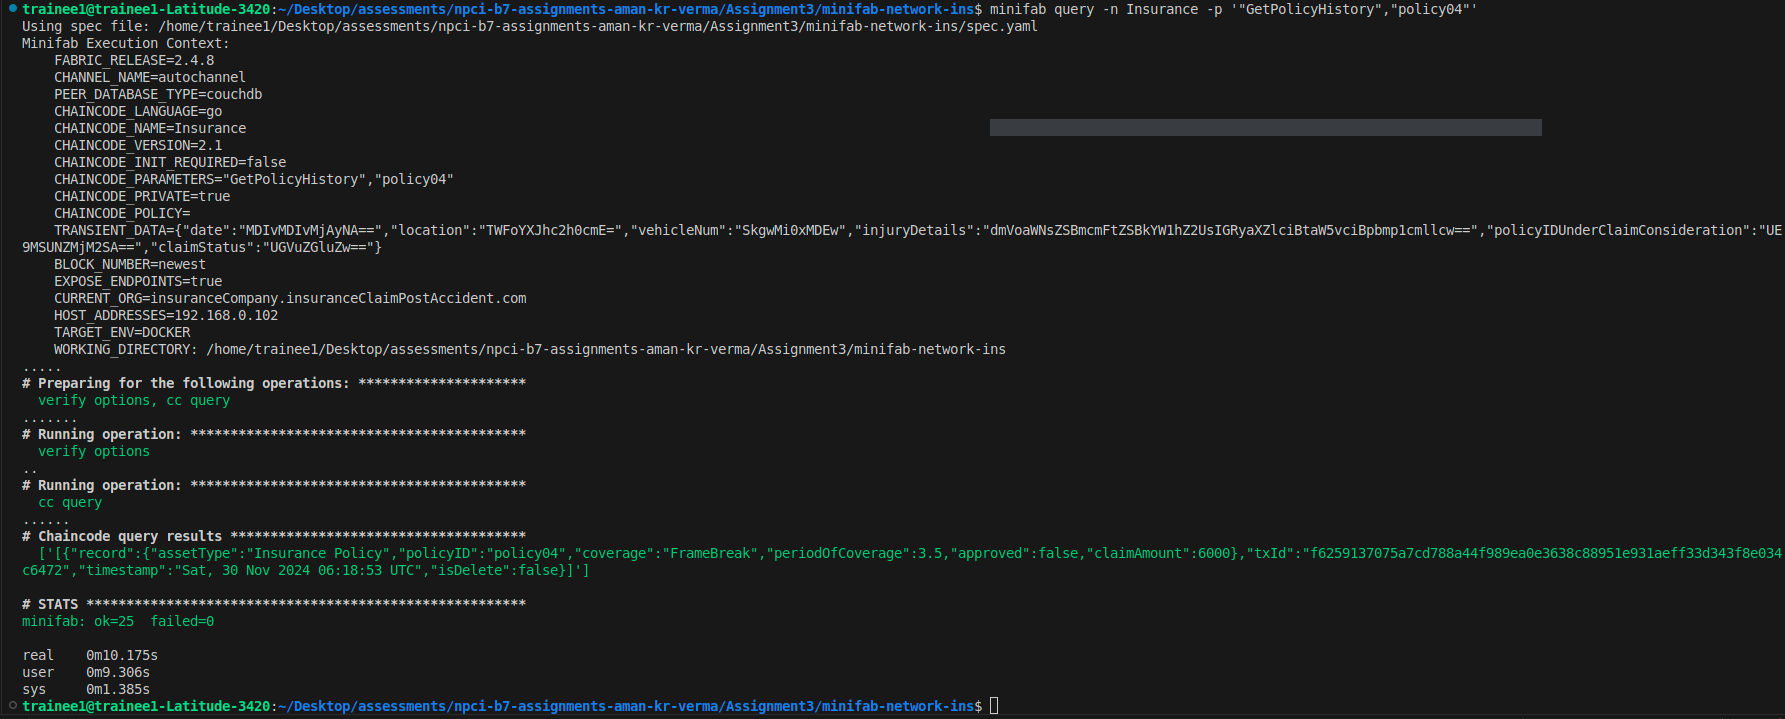 trainee1@trainee1-Latitude-3420:~/Desktop/assessments/npci-b7-assignments-aman-kr-verma/Assignment3/minifab-network-ins$ minifab query -n Insurance -p '"GetPolicyHistory","policy04"'
Using spec file: /home/trainee1/Desktop/assessments/npci-b7-assignments-aman-kr-verma/Assignment3/minifab-network-ins/spec.yaml
Minifab Execution Context:
    FABRIC_RELEASE=2.4.8
    CHANNEL_NAME=autochannel
    PEER_DATABASE_TYPE=couchdb
    CHAINCODE_LANGUAGE=go
    CHAINCODE_NAME=Insurance
    CHAINCODE_VERSION=2.1
    CHAINCODE_INIT_REQUIRED=false
    CHAINCODE_PARAMETERS="GetPolicyHistory","policy04"
    CHAINCODE_PRIVATE=true
    CHAINCODE_POLICY=
    TRANSIENT_DATA={"date":"MDIvMDIvMjAyNA==","location":"TWFoYXJhc2h0cmE=","vehicleNum":"SkgwMi0xMDEw","injuryDetails":"dmVoaWNsZSBmcmFtZSBkYW1hZ2UsIGRyaXZlciBtaW5vciBpbmp1cmllcw==","policyIDUnderClaimConsideration":"UE
9MSUNZMjM2SA==","claimStatus":"UGVuZGluZw=="}
    BLOCK_NUMBER=newest
    EXPOSE_ENDPOINTS=true
    CURRENT_ORG=insuranceCompany.insuranceClaimPostAccident.com
    HOST_ADDRESSES=192.168.0.102
    TARGET_ENV=DOCKER
    WORKING_DIRECTORY: /home/trainee1/Desktop/assessments/npci-b7-assignments-aman-kr-verma/Assignment3/minifab-network-ins
.....
# Preparing for the following operations: *********************
  verify options, cc query
.......
# Running operation: ******************************************
  verify options
..
# Running operation: ******************************************
  cc query
......
# Chaincode query results *************************************
  ['[{"record":{"assetType":"Insurance Policy","policyID":"policy04","coverage":"FrameBreak","periodOfCoverage":3.5,"approved":false,"claimAmount":6000},"txId":"f6259137075a7cd788a44f989ea0e3638c88951e931aeff33d343f8e034
c6472","timestamp":"Sat, 30 Nov 2024 06:18:53 UTC","isDelete":false}]']
# STATS *******************************************************
minifab: ok=25  failed=0
real    0m10.175s
user    0m9.306s
sys     0m1.385s
trainee1@trainee1-Latitude-3420:~/Desktop/assessments/npci-b7-assignments-aman-kr-verma/Assignment3/minifab-network-ins$